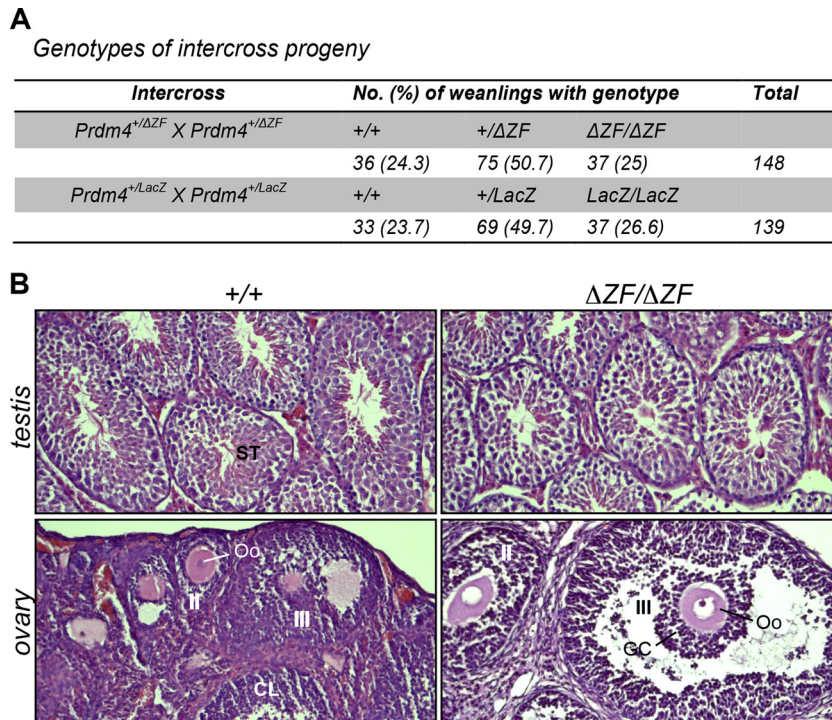 A
Genotypes of intercross progeny
Intercross No. (%) of weanlings with genotype Total
Prdm4+/ΔZF X Prdm4+/ΔZF +/+ +/ΔZF ΔZF/ΔZF
36 (24.3) 75 (50.7) 37 (25) 148
Prdm4+/LacZ X Prdm4+/LacZ +/+ +/LacZ LacZ/LacZ
33 (23.7) 69 (49.7) 37 (26.6) 139
B
+/+ ΔZF/ΔZF
testis
ST
ovary
Oo
II
III
CL
II
III
Oo
GC